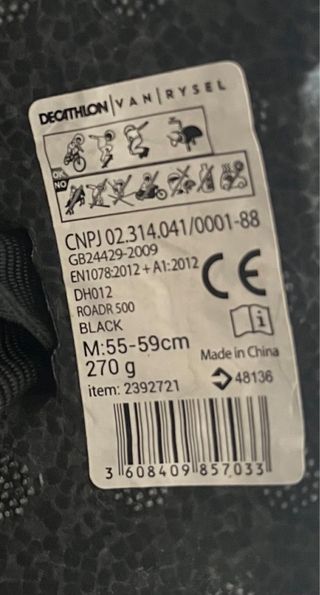 DECATHLON | VAN | RYSEL
OK
NO
CNPJ 02.314.041/0001-88
GB24429-2009
EN1078:2012 + A1:2012
DH012
ROADR 500
BLACK
CE
M:55-59cm
270 g
Made in China
item: 2392721
48136
3 608409 857033